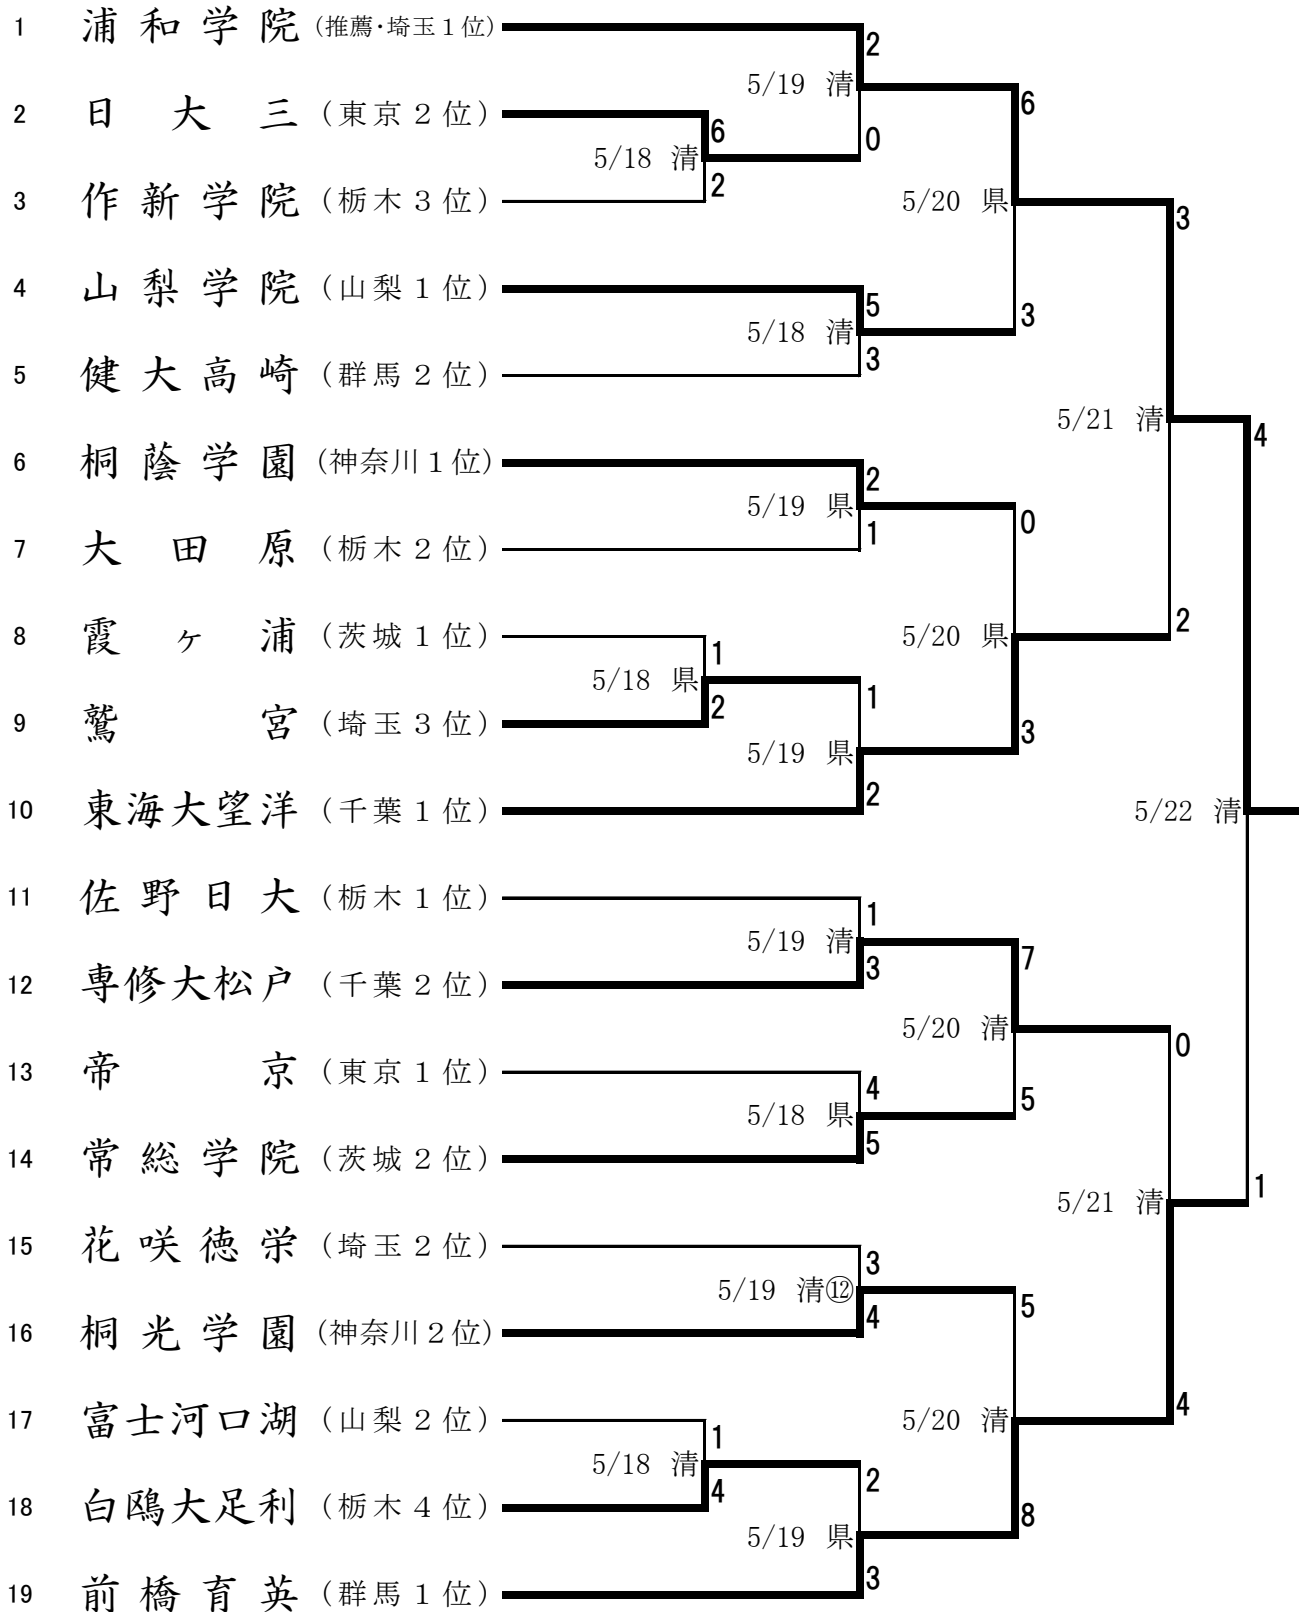 1 浦和学院 (推薦・埼玉1位)
2
5/19 清
6
2 日大三 (東京2位)
6
0
5/18 清
2
3 作新学院 (栃木3位)
5/20 県
3
4 山梨学院 (山梨1位)
5
3
5/18 清
3
5 健大高崎 (群馬2位)
5/21 清
4
6 桐蔭学園 (神奈川1位)
2
5/19 県
0
1
7 大田原 (栃木2位)
8 霞ヶ浦 (茨城1位)
1
5/20 県
2
5/18 県
1
2
9 鷲宮 (埼玉3位)
3
5/19 県
2
10 東海大望洋 (千葉1位)
5/22 清
11 佐野日大 (栃木1位)
1
5/19 清
7
3
12 専修大松戸 (千葉2位)
5/20 清
0
13 帝京 (東京1位)
4
5
5/18 県
5
14 常総学院 (茨城2位)
1
5/21 清
15 花咲徳栄 (埼玉2位)
3
5/19 清⑫
5
4
16 桐光学園 (神奈川2位)
4
17 富士河口湖 (山梨2位)
1
5/20 清
5/18 清
2
4
18 白鴎大足利 (栃木4位)
8
5/19 県
3
19 前橋育英 (群馬1位)